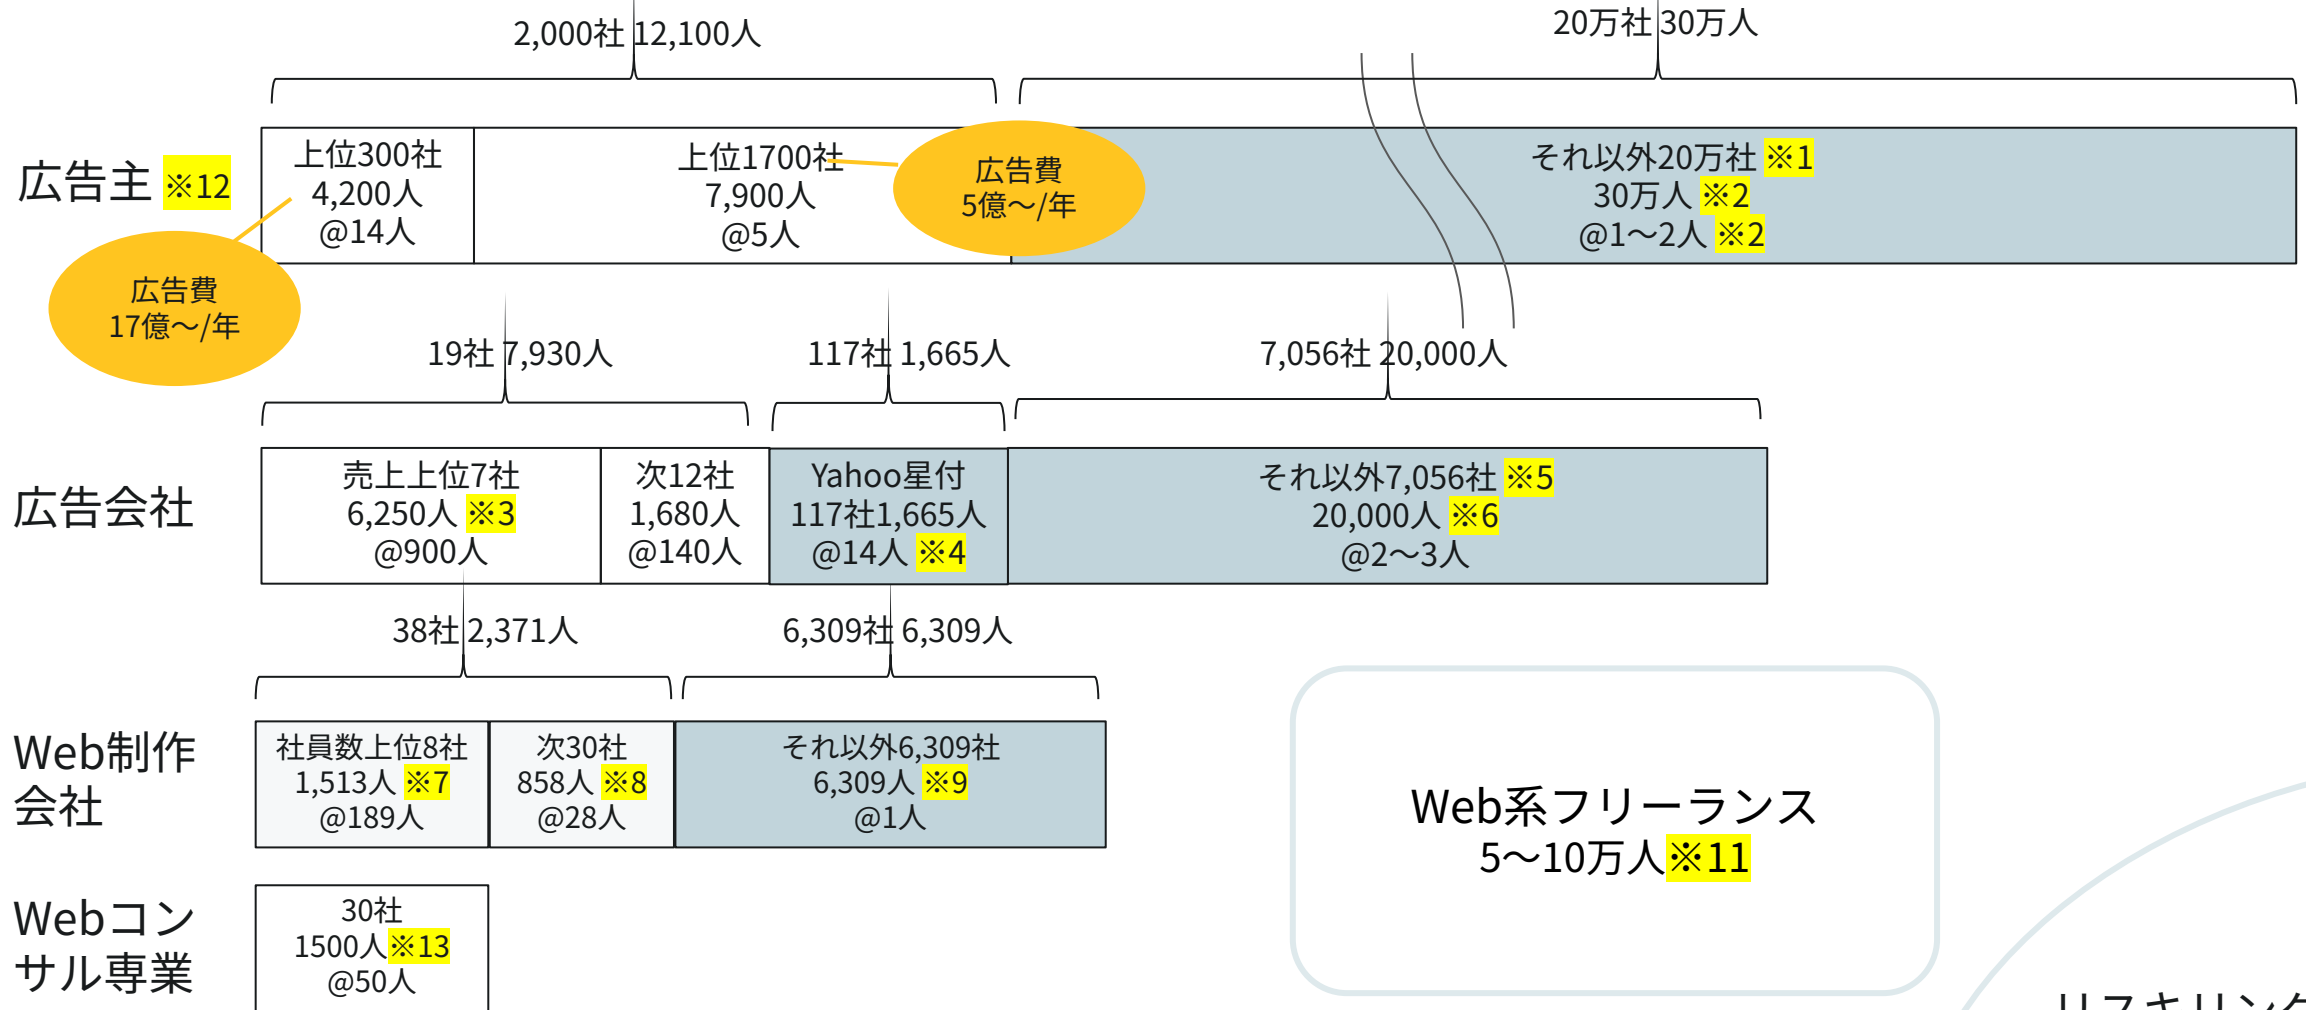 2,000社 12,100人
20万社 30万人
広告主 ※12
上位300社
4,200人
@14人
上位1700社
7,900人
@5人
広告費
5億〜/年
それ以外20万社 ※1
30万人 ※2
@1〜2人 ※2
広告費
17億〜/年
19社 7,930人
117社 1,665人
7,056社 20,000人
広告会社
売上上位7社
6,250人 ※3
@900人
次12社
1,680人
@140人
Yahoo星付
117社1,665人
@14人 ※4
それ以外7,056社 ※5
20,000人 ※6
@2〜3人
38社 2,371人
6,309社 6,309人
Web制作
会社
社員数上位8社
1,513人 ※7
@189人
次30社
858人 ※8
@28人
それ以外6,309社
6,309人 ※9
@1人
Web系フリーランス
5〜10万人※11
Webコン
サル専業
30社
1500人※13
@50人
リスキリング